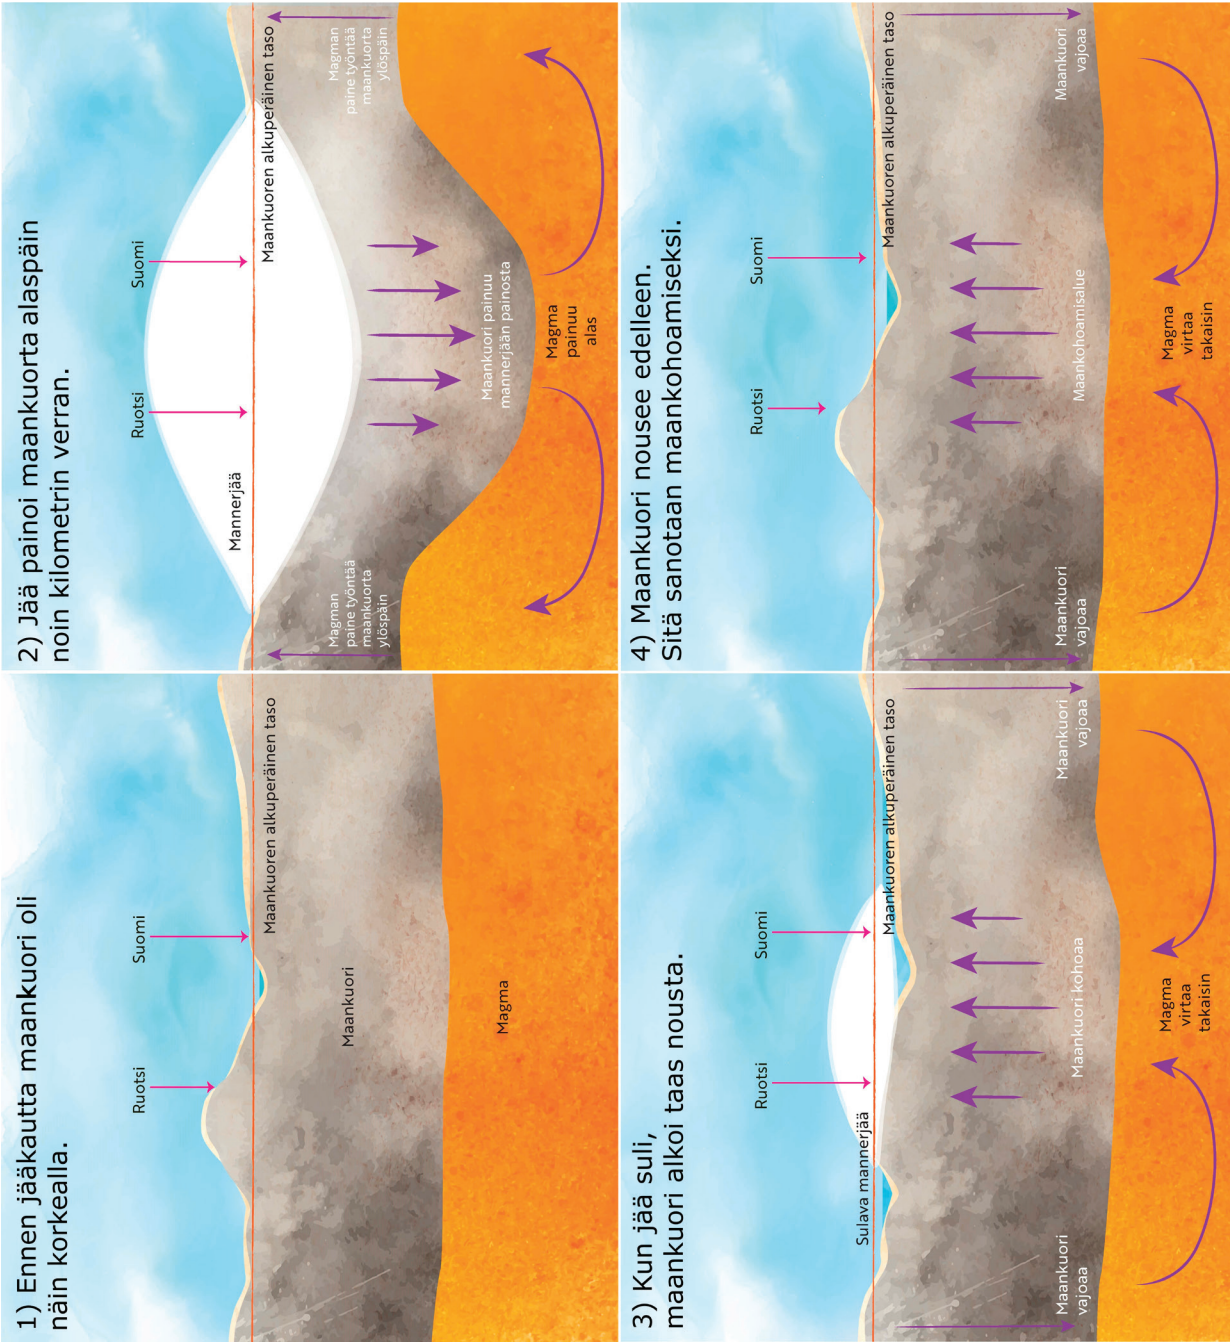 1) Ennen jääkautta maankuori oli
näin korkealla.
Ruotsi
Suomi
Maankuoren alkuperäinen taso
Maankuori
Magma
2) Jää painoi maankuorta alaspäin
noin kilometrin verran.
Ruotsi
Suomi
Mannerjää
Maankuoren alkuperäinen taso
Magman
paine työntää
maankuorta
ylöspäin
Magman
paine työntää
maankuorta
ylöspäin
Maankuori painuu
mannerjään painosta
Magma
painuu
alas
3) Kun jää suli,
maankuori alkoi taas nousta.
Ruotsi
Suomi
Sulava mannerjää
Maankuoren alkuperäinen taso
Maankuori
vajoaa
Maankuori kohoaa
Maankuori
vajoaa
Magma
virtaa
takaisin
4) Maankuori nousee edelleen.
Sitä sanotaan maankohoamiseksi.
Ruotsi
Suomi
Maankuoren alkuperäinen taso
Maankuori
vajoaa
Maankohoamisalue
Maankuori
vajoaa
Magma
virtaa
takaisin